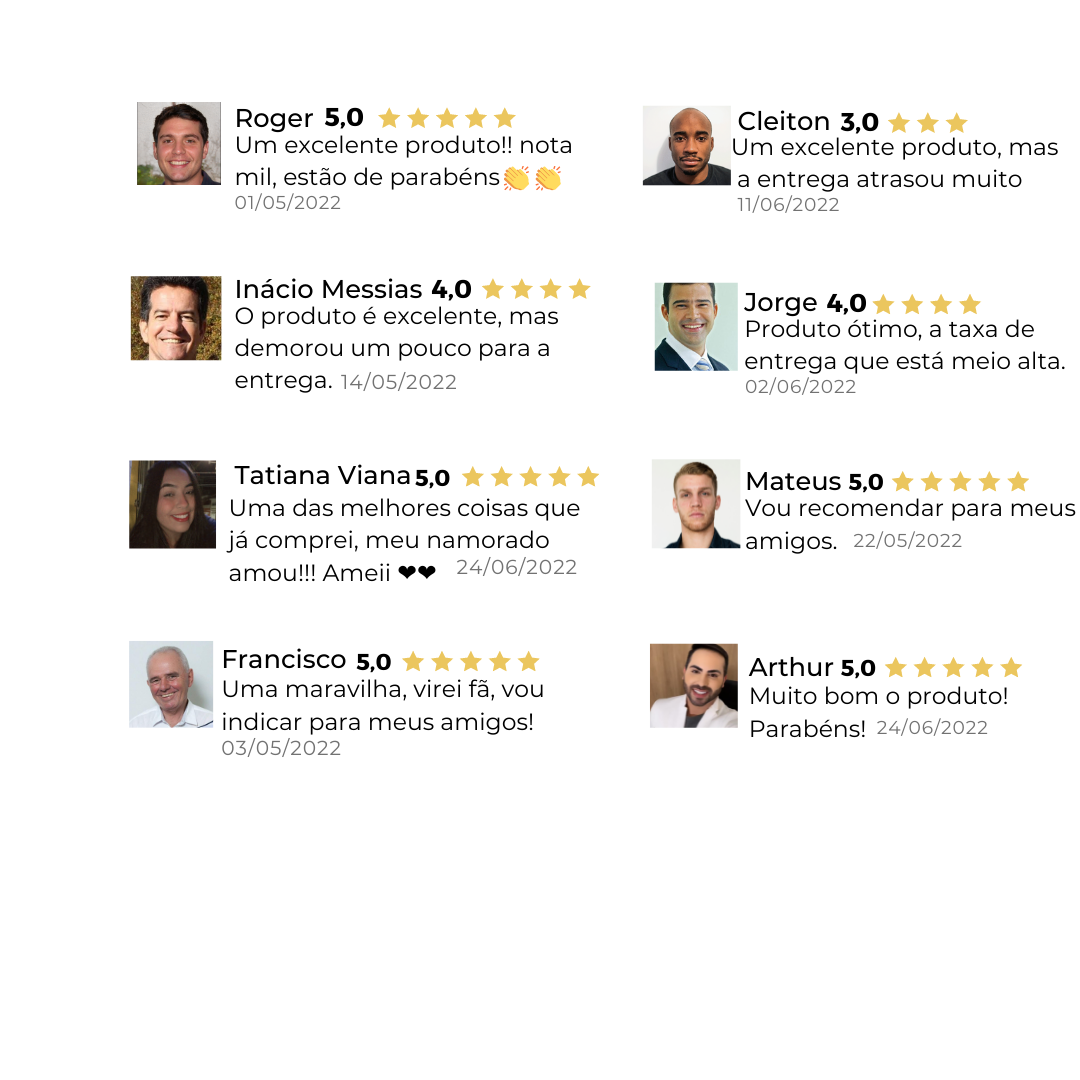 Roger 5,0
Um excelente produto!! nota
mil, estão de parabéns👏👏
01/05/2022
Cleiton 3,0
Um excelente produto, mas
a entrega atrasou muito
11/06/2022
Inácio Messias 4,0
O produto é excelente, mas
demorou um pouco para a
entrega. 14/05/2022
Jorge 4,0
Produto ótimo, a taxa de
entrega que está meio alta.
02/06/2022
Tatiana Viana 5,0
Uma das melhores coisas que
já comprei, meu namorado
amou!!! Ameii ❤❤ 24/06/2022
Mateus 5,0
Vou recomendar para meus
amigos. 22/05/2022
Francisco 5,0
Uma maravilha, virei fã, vou
indicar para meus amigos!
03/05/2022
Arthur 5,0
Muito bom o produto!
Parabéns! 24/06/2022